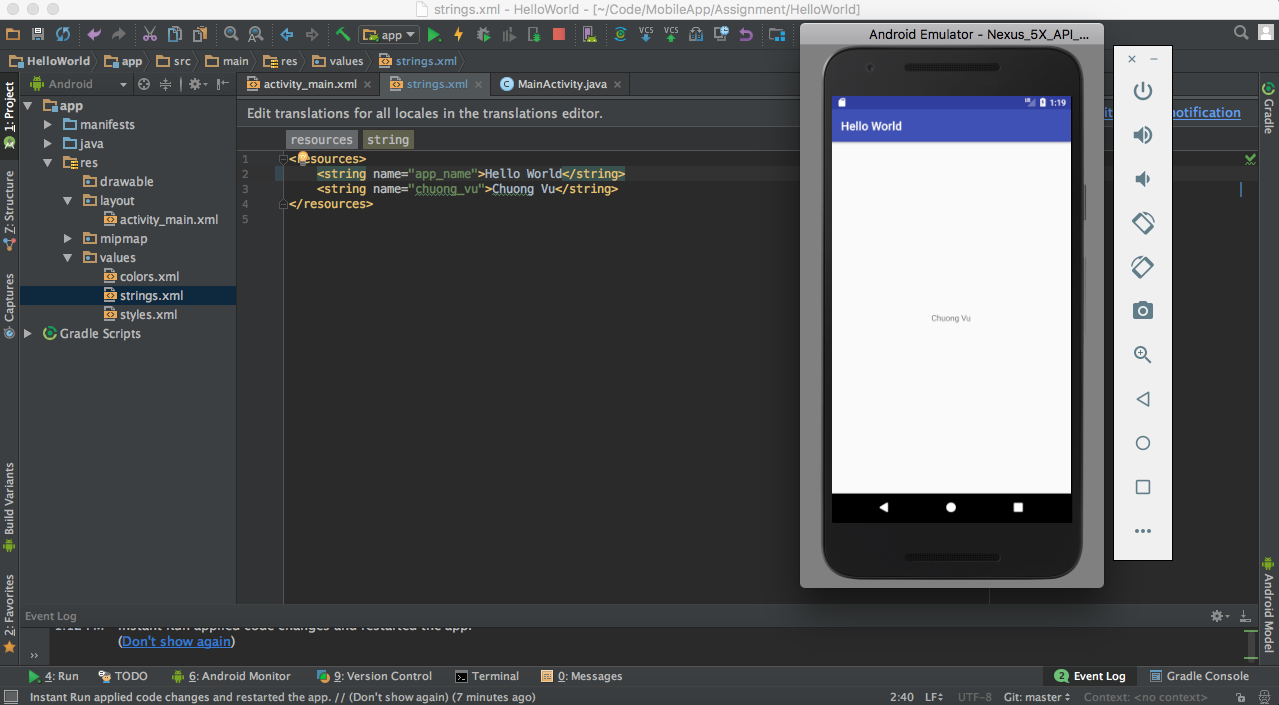 strings.xml - HelloWorld - [~/Code/MobileApp/Assignment/HelloWorld]
app
VCS
VCS
HelloWorld
app
src
main
res
values
strings.xml
Android
activity_main.xml
strings.xml
MainActivity.java
1: Project
Z: Structure
Captures
Build Variants
2: Favorites
app
manifests
java
res
drawable
layout
activity_main.xml
mipmap
values
colors.xml
strings.xml
styles.xml
Gradle Scripts
Edit translations for all locales in the translations editor.
notification
resources
string
1 <resources>
2 <string name="app_name">Hello World</string>
3 <string name="chuong_vu">Chuong Vu</string>
4 </resources>
5
Android Emulator - Nexus_5X_API_...
1:19
Hello World
Chuong Vu
Gradle
Android Model
Event Log
1:12 PM Instant Run applied code changes and restarted the app.
(Don't show again)
4: Run
TODO
6: Android Monitor
9: Version Control
Terminal
0: Messages
2 Event Log
Gradle Console
Instant Run applied code changes and restarted the app. // (Don't show again) (7 minutes ago)
2:40
LF
UTF-8
Git: master
Context: <no context>